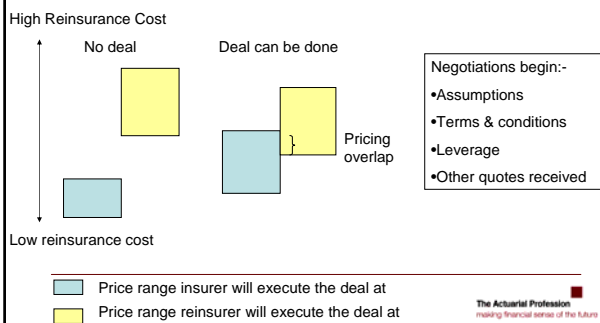 High Reinsurance Cost
No deal
Deal can be done
Pricing
overlap
Negotiations begin:-
•Assumptions
•Terms & conditions
•Leverage
•Other quotes received
Low reinsurance cost
Price range insurer will execute the deal at
Price range reinsurer will execute the deal at
The Actuarial Profession
making financial sense of the future